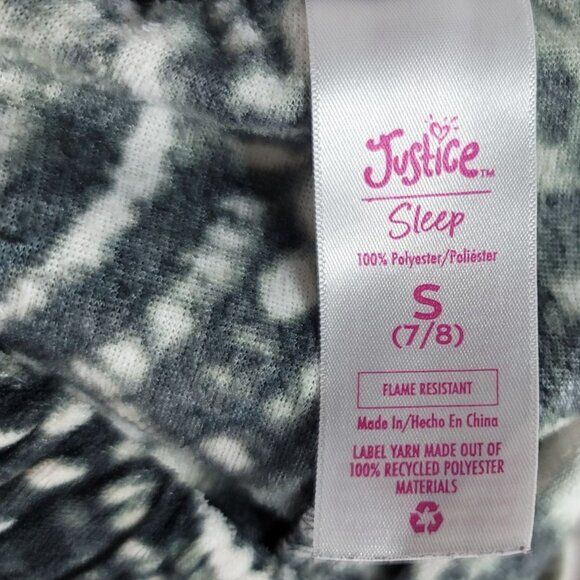 Justice™
Sleep
100% Polyester/Poliéster
S
(7/8)
FLAME RESISTANT
Made In/Hecho En China
LABEL YARN MADE OUT OF
100% RECYCLED POLYESTER
MATERIALS